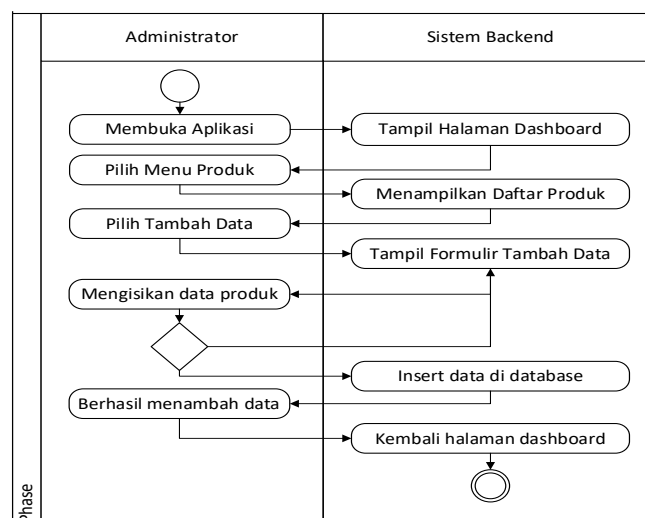 Administrator
Sistem Backend
Membuka Aplikasi
Tampil Halaman Dashboard
Pilih Menu Produk
Menampilkan Daftar Produk
Pilih Tambah Data
Tampil Formulir Tambah Data
Mengisikan data produk
Insert data di database
Berhasil menambah data
Kembali halaman dashboard
Phase